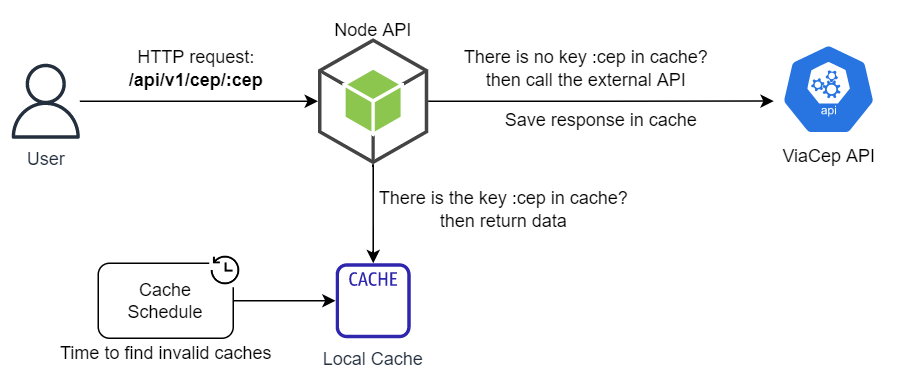 Node API
HTTP request:
/api/v1/cep/:cep
There is no key :cep in cache?
then call the external API
Save response in cache
api
User
ViaCep API
There is the key :cep in cache?
then return data
CACHE
Cache
Schedule
Time to find invalid caches
Local Cache